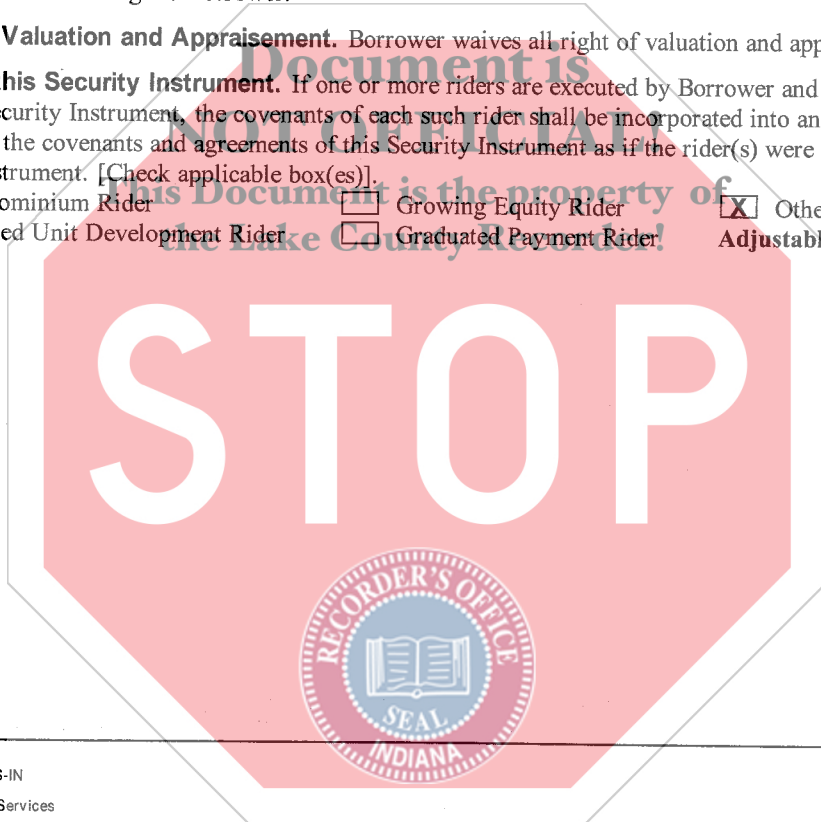 Valuation and Appraisement. Borrower waives all right of valuation and app
Document is
his Security Instrument. If one or more riders are executed by Borrower and
curity Instrument, the covenants of each such rider shall be incorporated into an
NOT OFFICIAL!
the covenants and agreements of this Security Instrument as if the rider(s) were
trument. [Check applicable box(es)].
This Document is the property of
ominium Rider Growing Equity Rider X Othe
ed Unit Development Rider Graduated Payment Rider Adjustabl
the Lake County Recorder!
STOP
RECORDER'S OFFICE
SEAL
INDIANA
-IN
Services